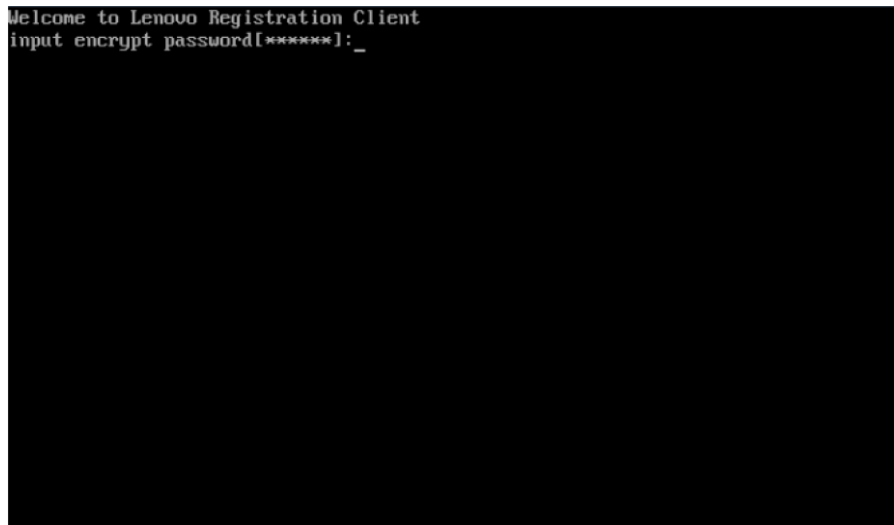 Welcome to Lenovo Registration Client
input encrypt password[******]:_